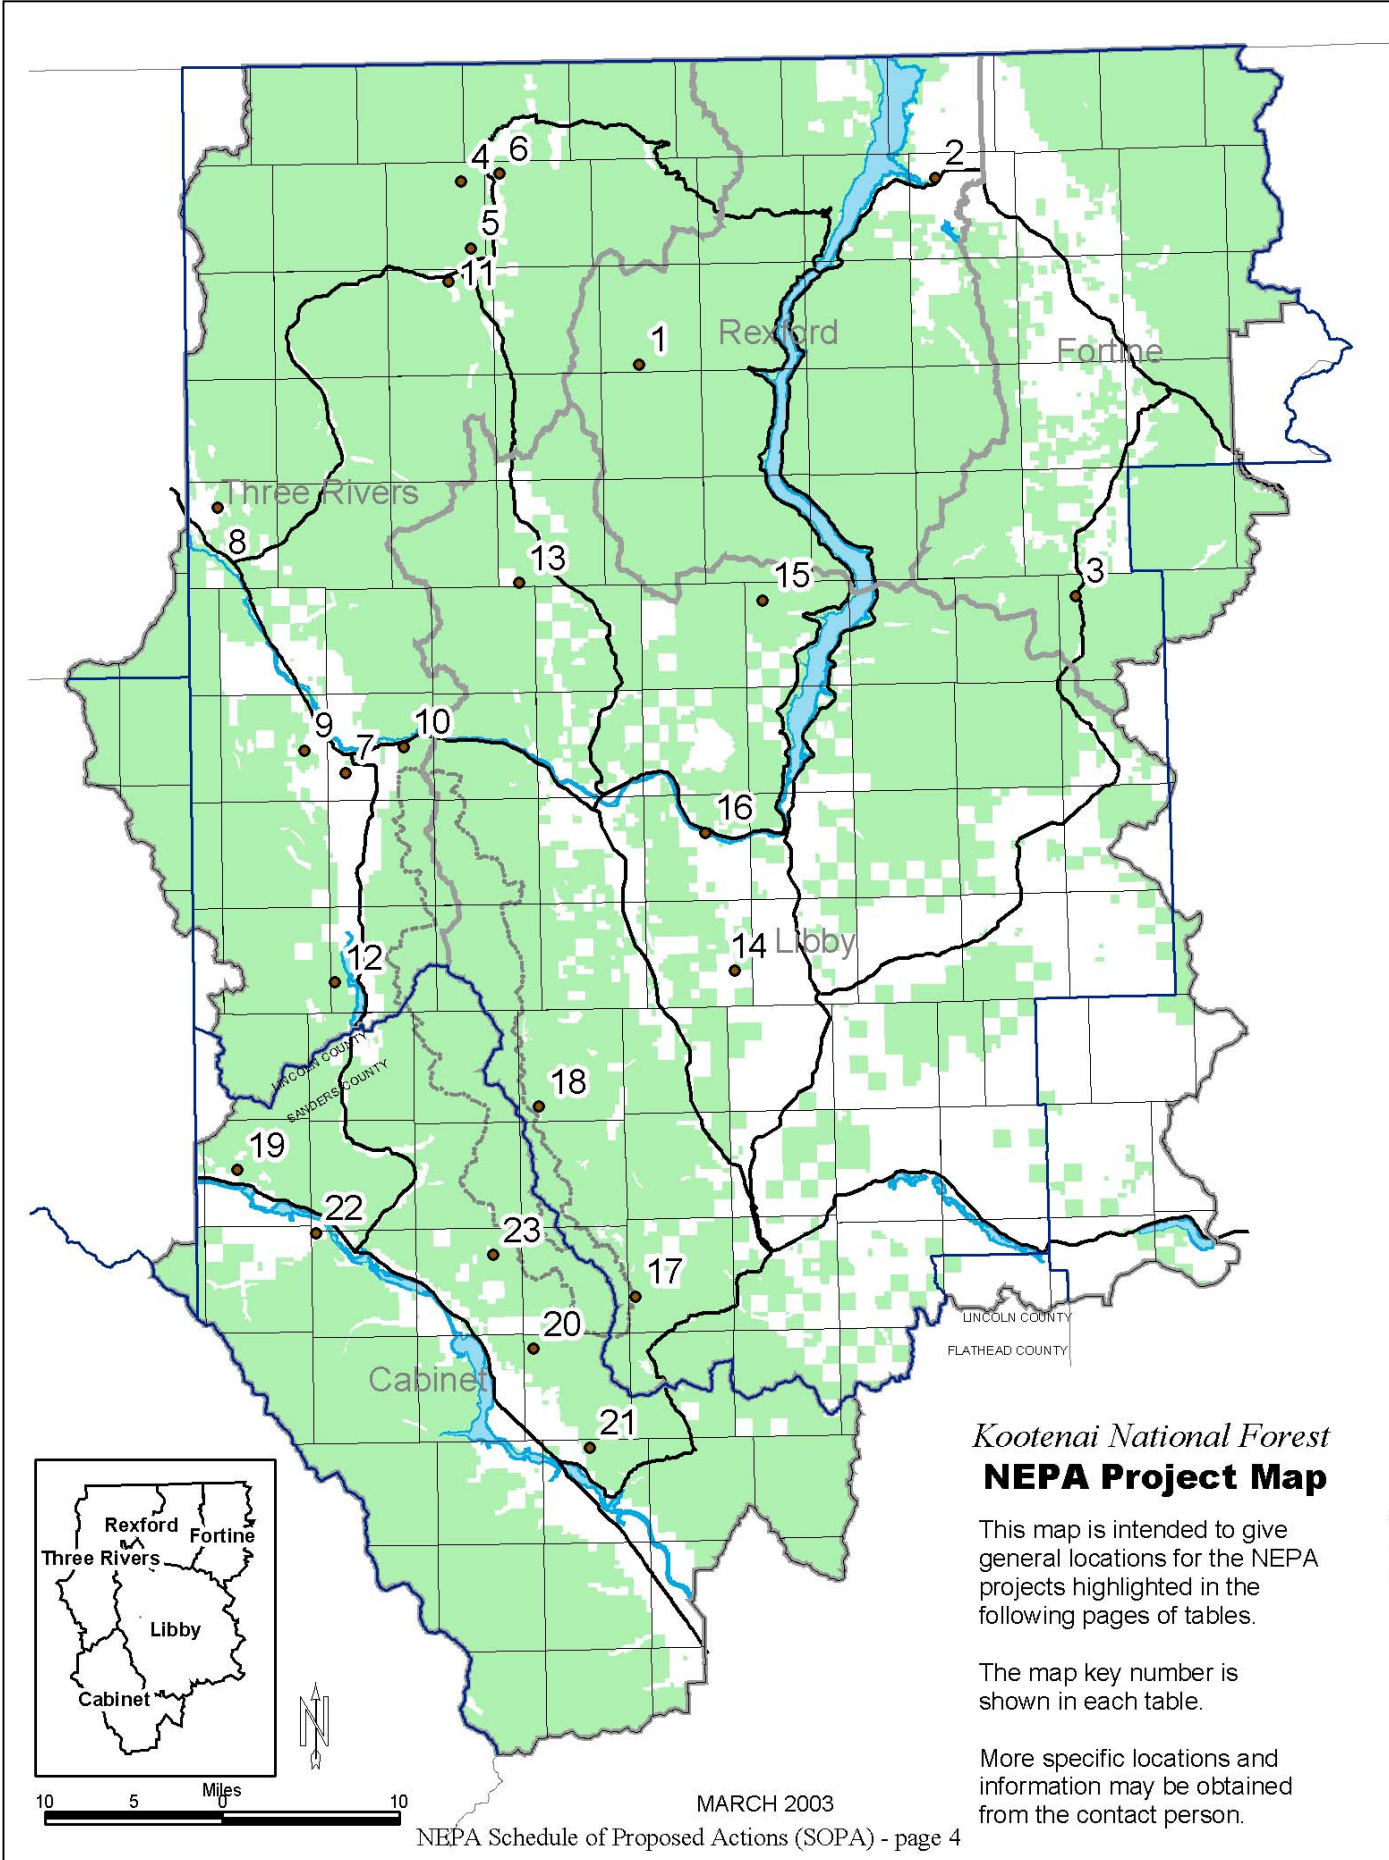 4
6
2
5
11
1
Rexford
Fortine
Three Rivers
8
13
15
3
9
7
10
16
14
Libby
12
LINCOLN COUNTY
SANDERS COUNTY
18
19
22
23
17
20
LINCOLN COUNTY
FLATHEAD COUNTY
Cabinet
21
Kootenai National Forest
NEPA Project Map
This map is intended to give
general locations for the NEPA
projects highlighted in the
following pages of tables.
The map key number is
shown in each table.
More specific locations and
information may be obtained
from the contact person.
Rexford
Fortine
Three Rivers
Libby
Cabinet
N
Miles
10 5 0 10
MARCH 2003
NEPA Schedule of Proposed Actions (SOPA) - page 4